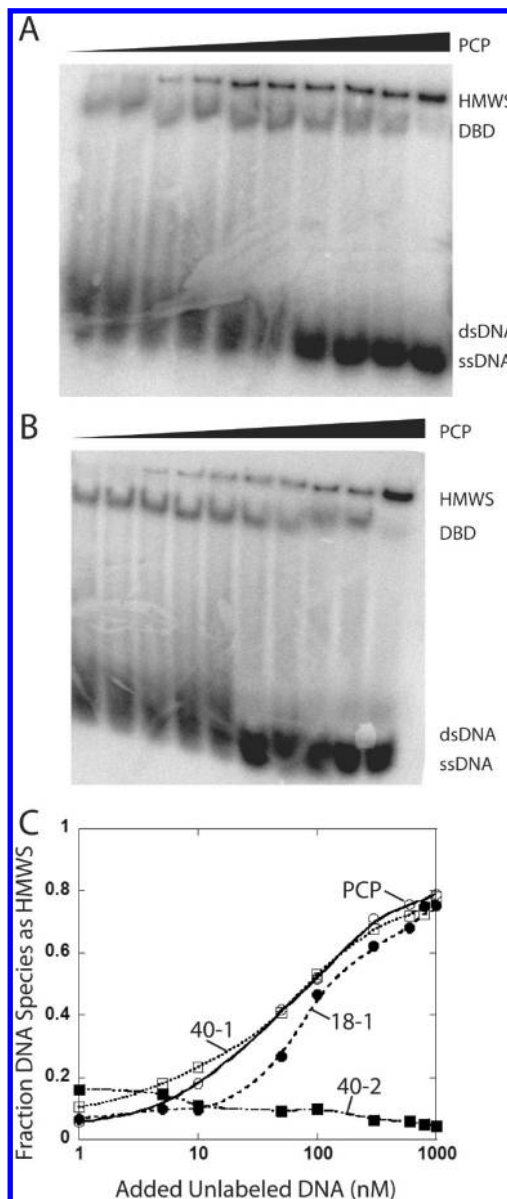 A
PCP
HMWS
DBD
dsDNA
ssDNA
B
PCP
HMWS
DBD
dsDNA
ssDNA
C
1
0.8
0.6
0.4
0.2
0
Fraction DNA Species as HMWS
PCP
40-1
18-1
40-2
1
10
100
1000
Added Unlabeled DNA (nM)